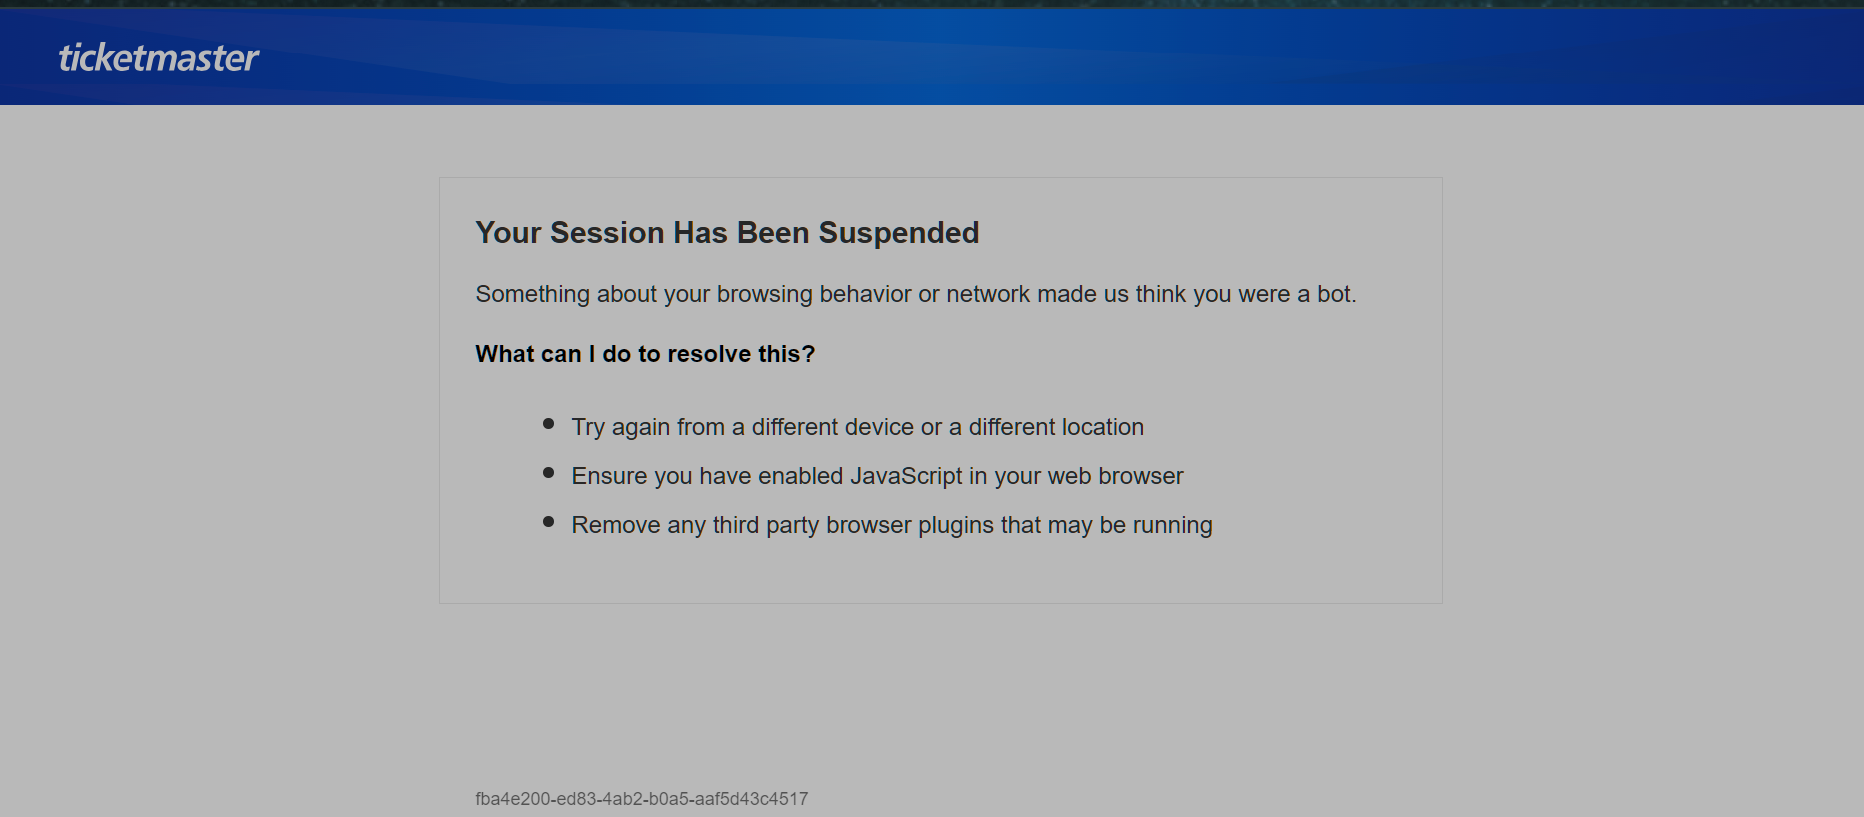 ticketmaster
Your Session Has Been Suspended
Something about your browsing behavior or network made us think you were a bot.
What can I do to resolve this?
Try again from a different device or a different location
Ensure you have enabled JavaScript in your web browser
Remove any third party browser plugins that may be running
fba4e200-ed83-4ab2-b0a5-aaf5d43c4517